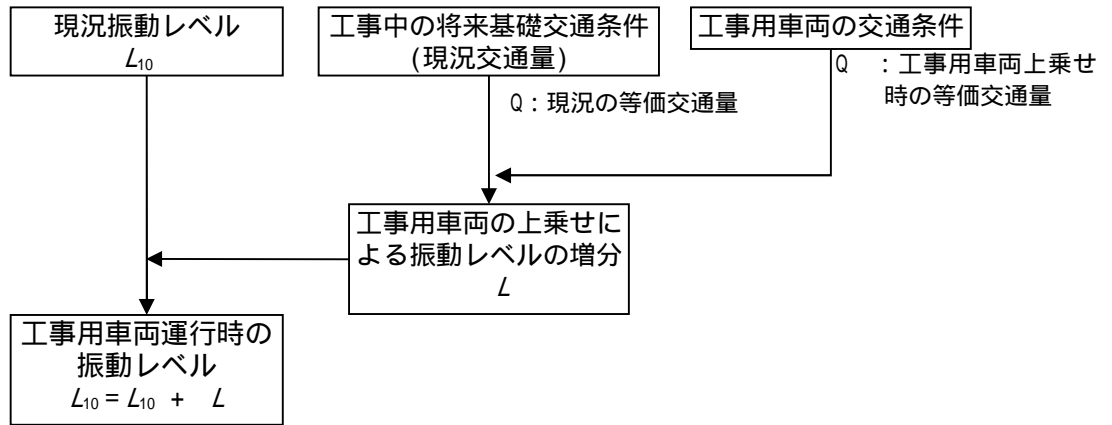 現況振動レベル
L10
工事中の将来基礎交通条件
(現況交通量)
工事用車両の交通条件
Q：現況の等価交通量
Q ：工事用車両上乗せ
時の等価交通量
工事用車両の上乗せに
よる振動レベルの増分
L
工事用車両運行時の
振動レベル
L10 = L10 + L